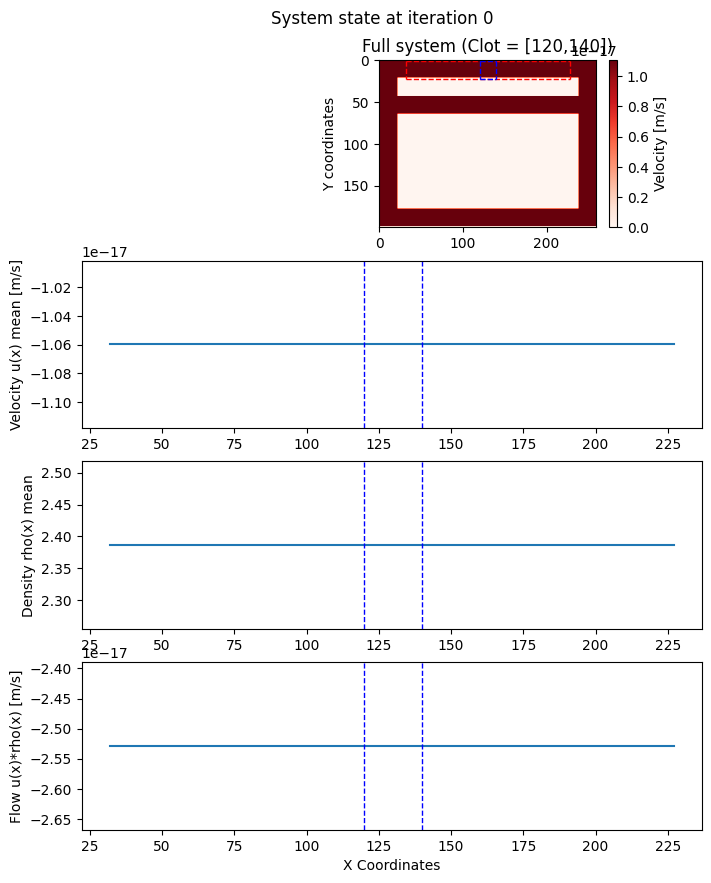 System state at iteration 0
Full system (Clot = [120,140])
1e−17
0
50
100
150
Y coordinates
0
100
200
1.0
0.8
0.6
0.4
0.2
0.0
Velocity [m/s]
1e−17
−1.02
−1.04
−1.06
−1.08
−1.10
Velocity u(x) mean [m/s]
25 50 75 100 125 150 175 200 225
2.50
2.45
2.40
2.35
2.30
Density rho(x) mean
25 50 75 100 125 150 175 200 225
1e−17
−2.40
−2.45
−2.50
−2.55
−2.60
−2.65
Flow u(x)*rho(x) [m/s]
25 50 75 100 125 150 175 200 225
X Coordinates